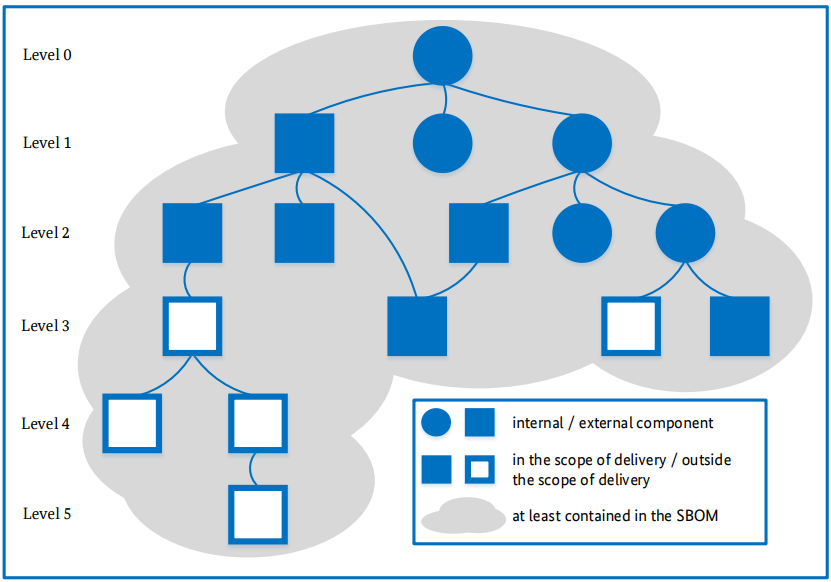 Level 0
Level 1
Level 2
Level 3
Level 4
Level 5
internal / external component
in the scope of delivery / outside
the scope of delivery
at least contained in the SBOM